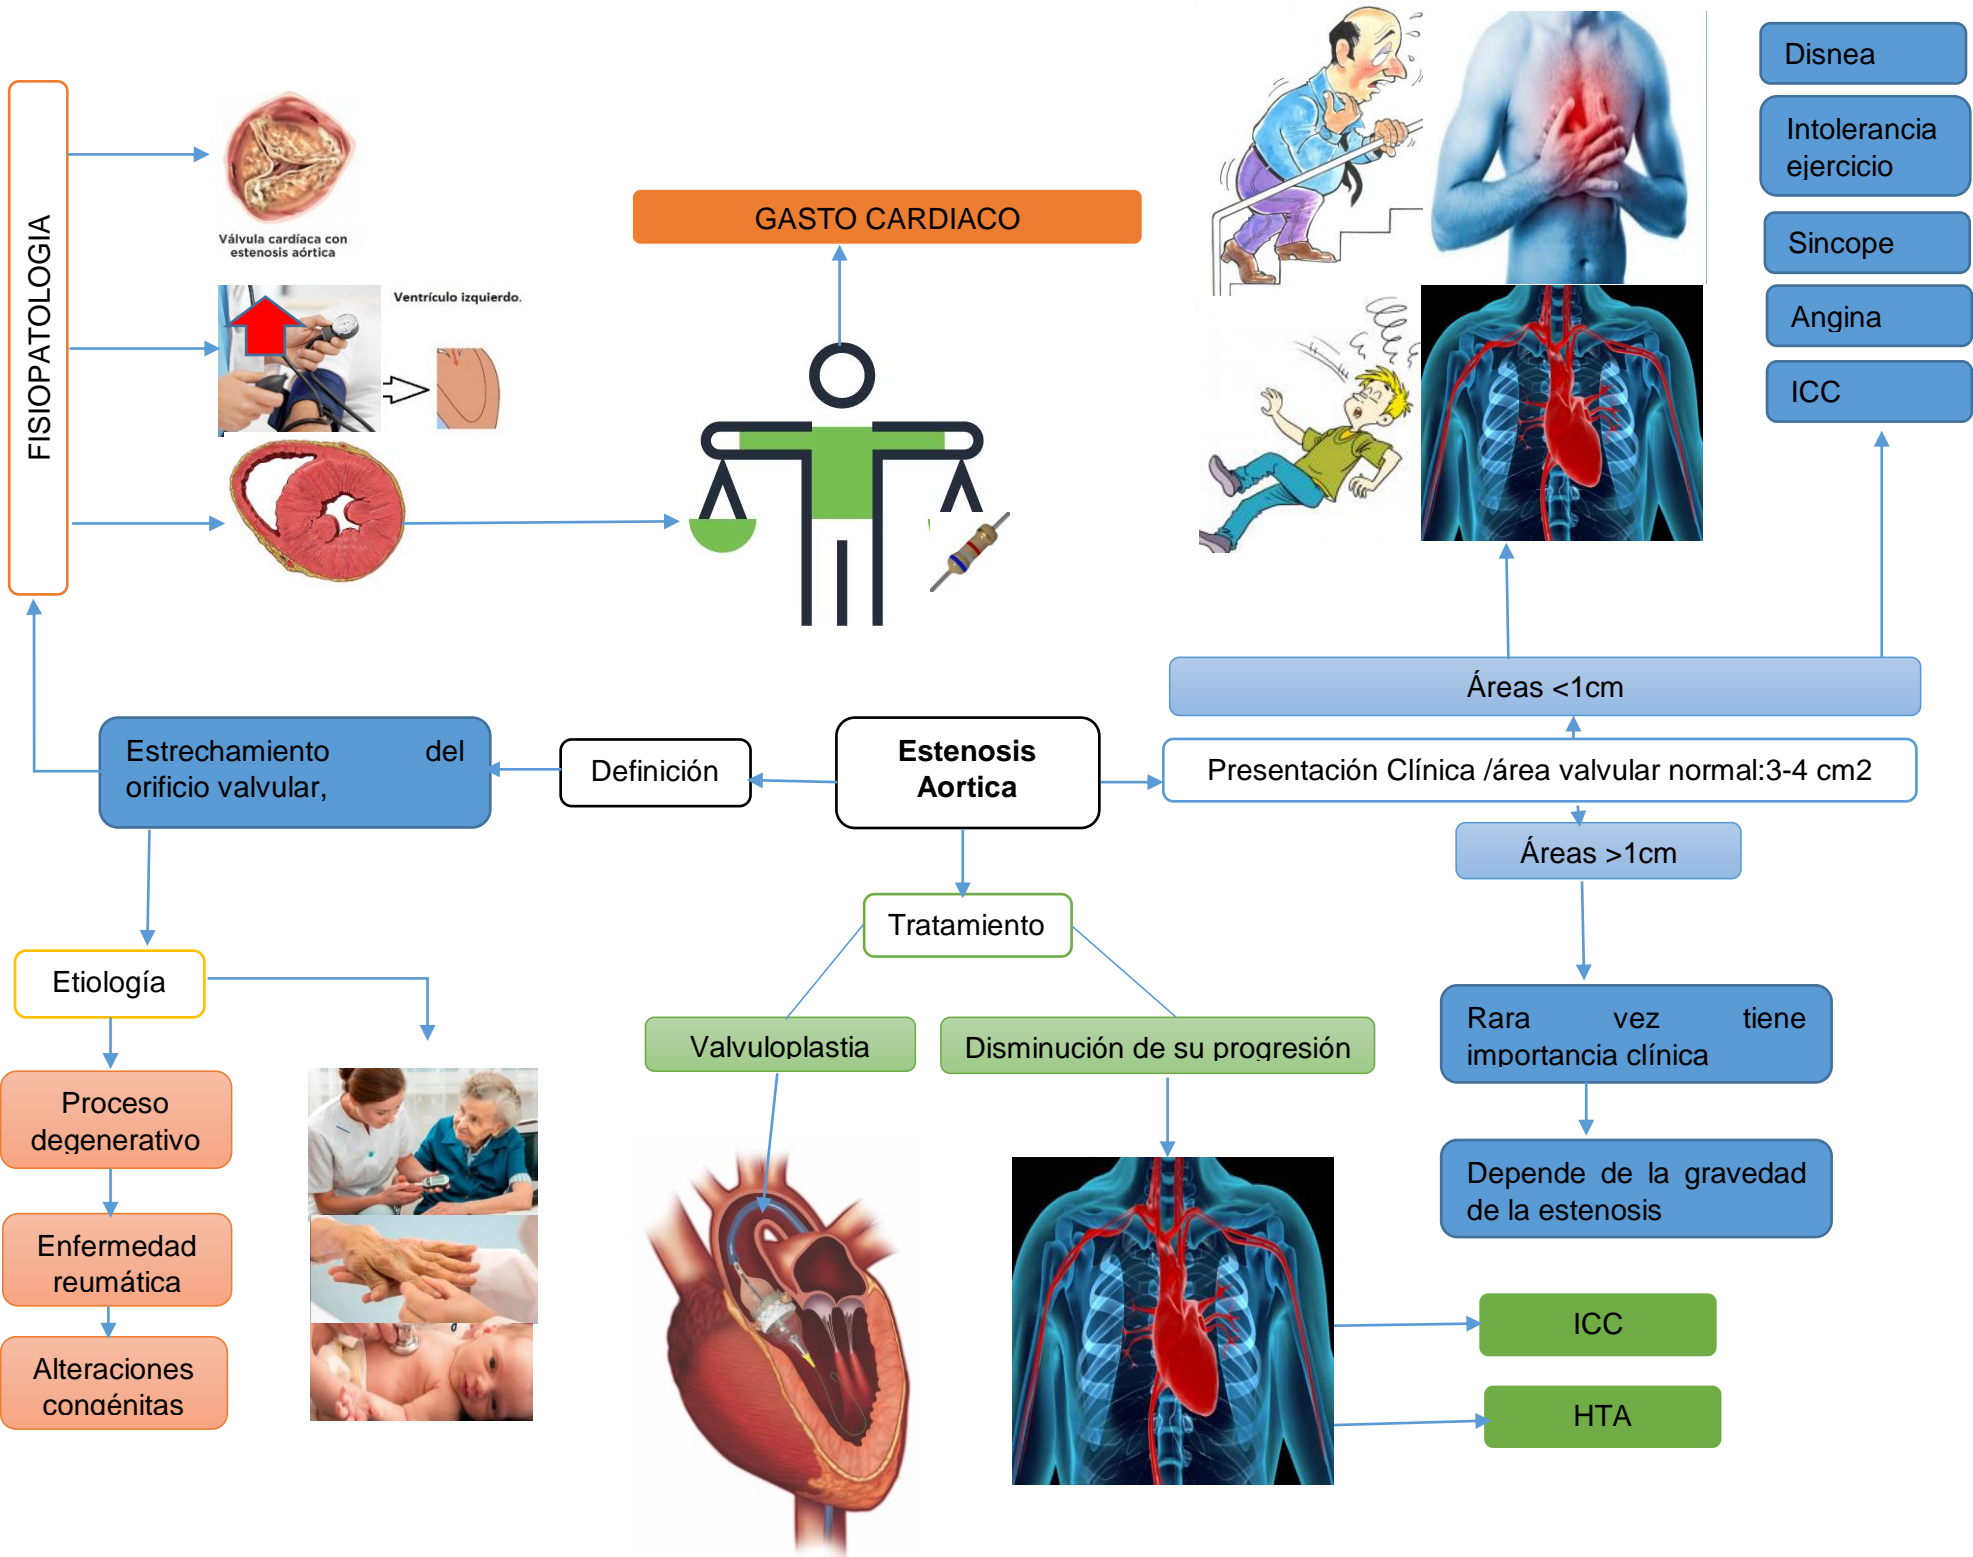 FISIOPATOLOGIA
Válvula cardíaca con
estenosis aórtica
Ventrículo izquierdo.
GASTO CARDIACO
Disnea
Intolerancia
ejercicio
Sincope
Angina
ICC
Áreas <1cm
Presentación Clínica /área valvular normal:3-4 cm2
Áreas >1cm
Rara vez tiene
importancia clínica
Depende de la gravedad
de la estenosis
Estenosis
Aortica
Definición
Estrechamiento del
orificio valvular,
Etiología
Proceso
degenerativo
Enfermedad
reumática
Alteraciones
congénitas
Tratamiento
Valvuloplastia
Disminución de su progresión
ICC
HTA